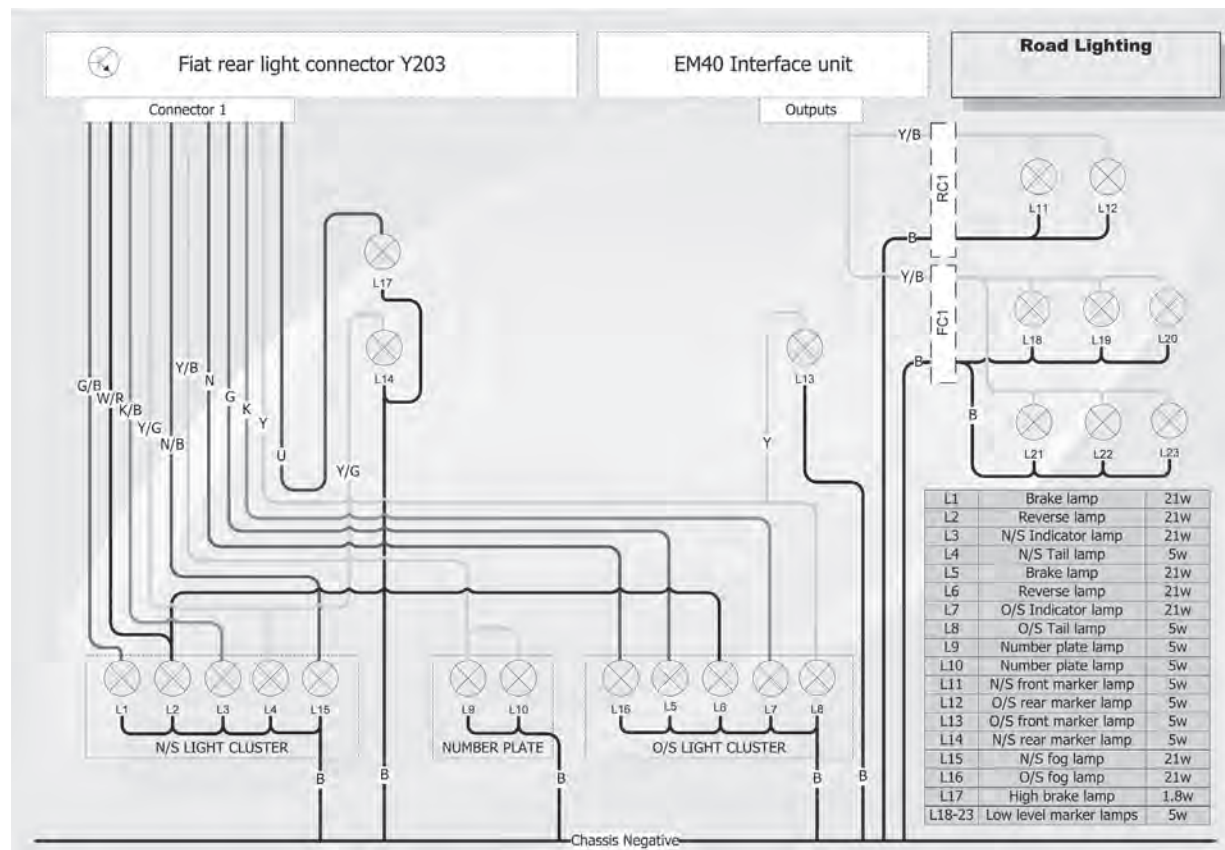 Fiat rear light connector Y203
EM40 Interface unit
Road Lighting
Connector 1
Outputs
Y/B
RC1
L11
L12
B
Y/B
FC1
L18
L19
L20
B
B
L21
L22
L23
L17
L14
L13
G/B
W/R
K/B
Y/G
N/B
Y/B
N
G
K
Y
U
Y/G
Y
L1
L2
L3
L4
L15
N/S LIGHT CLUSTER
B
B
L9
L10
NUMBER PLATE
B
L16
L5
L6
L7
L8
O/S LIGHT CLUSTER
B
B
Chassis Negative
L1 Brake lamp 21w
L2 Reverse lamp 21w
L3 N/S Indicator lamp 21w
L4 N/S Tail lamp 5w
L5 Brake lamp 21w
L6 Reverse lamp 21w
L7 O/S Indicator lamp 21w
L8 O/S Tail lamp 5w
L9 Number plate lamp 5w
L10 Number plate lamp 5w
L11 N/S front marker lamp 5w
L12 O/S rear marker lamp 5w
L13 O/S front marker lamp 5w
L14 N/S rear marker lamp 5w
L15 N/S fog lamp 21w
L16 O/S fog lamp 21w
L17 High brake lamp 1.8w
L18-23 Low level marker lamps 5w